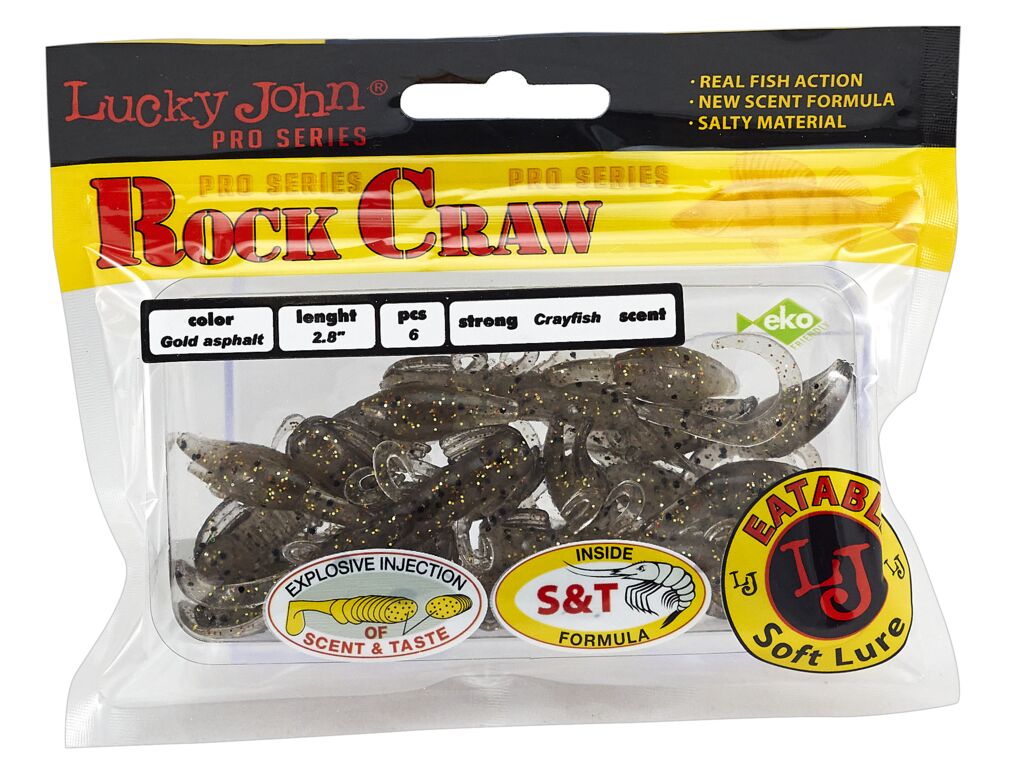 Lucky John®
PRO SERIES
· REAL FISH ACTION
· NEW SCENT FORMULA
· SALTY MATERIAL
PRO SERIES PRO SERIES
ROCK CRAW
color lenght pcs strong Crayfish scent
Gold asphalt 2.8" 6
eko
FRIENDLY
EXPLOSIVE INJECTION
OF
SCENT & TASTE
INSIDE
S&T
FORMULA
EATABL
LJ
LJ LJ
Soft Lure